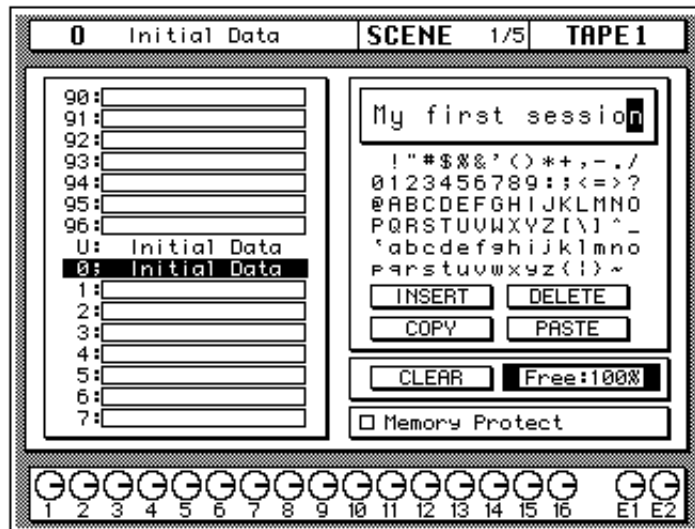 0 Initial Data SCENE 1/5 TAPE 1
90:
91:
92:
93:
94:
95:
96:
U: Initial Data
0; Initial Data
1:
2:
3:
4:
5:
6:
7:
My first session
!"#$%&'()*+,-./
0123456789:;<=>?
@ABCDEFGHIJKLMNO
PQRSTUVWXYZ[\]^_
`abcdefghijklmno
pqrstuvwxyz{|}~
INSERT DELETE
COPY PASTE
CLEAR Free:100%
Memory Protect
1 2 3 4 5 6 7 8 9 10 11 12 13 14 15 16 E1 E2